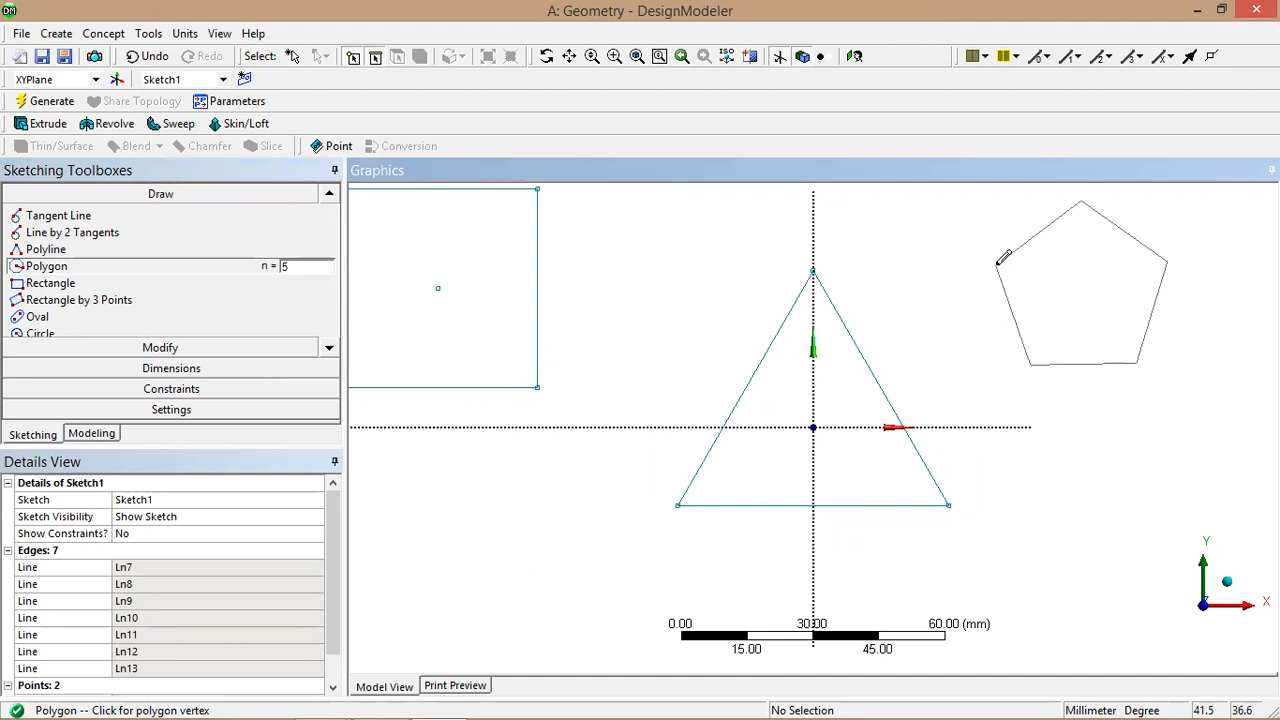 DM
A: Geometry - DesignModeler
File Create Concept Tools Units View Help
Undo Redo Select: ISO
XYPlane Sketch1
Generate Share Topology Parameters
Extrude Revolve Sweep Skin/Loft
Thin/Surface Blend Chamfer Slice Point Conversion
Sketching Toolboxes
Draw
Tangent Line
Line by 2 Tangents
Polyline
Polygon n = 5
Rectangle
Rectangle by 3 Points
Oval
Circle
Modify
Dimensions
Constraints
Settings
Sketching Modeling
Details View
Details of Sketch1
Sketch Sketch1
Sketch Visibility Show Sketch
Show Constraints? No
Edges: 7
Line Ln7
Line Ln8
Line Ln9
Line Ln10
Line Ln11
Line Ln12
Line Ln13
Points: 2
Graphics
Y
X
0.00 30.00 60.00 (mm)
15.00 45.00
Model View Print Preview
Polygon -- Click for polygon vertex No Selection Millimeter Degree 41.5 36.6